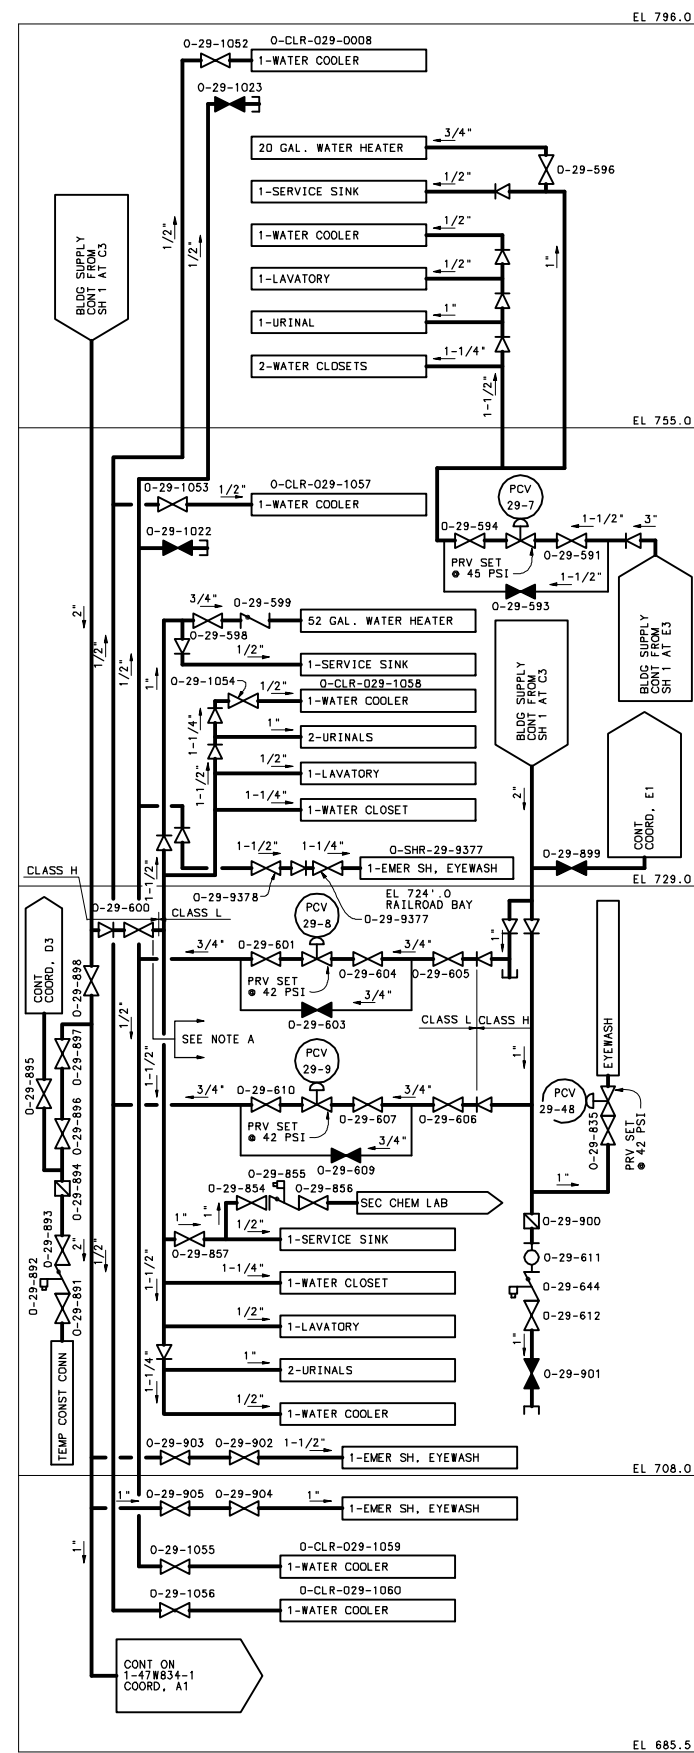 EL 796.0
0-29-1052
0-CLR-029-0008
1-WATER COOLER
0-29-1023
3/4"
20 GAL. WATER HEATER
0-29-596
1/2"
1-SERVICE SINK
BLDG SUPPLY
CONT FROM
SH 1 AT C3
1/2"
1/2"
1/2"
1-WATER COOLER
1"
1/2"
1-LAVATORY
1"
1-URINAL
1-1/4"
2-WATER CLOSETS
1-1/2"
EL 755.0
0-29-1053
1/2"
0-CLR-029-1057
1-WATER COOLER
PCV
29-7
0-29-594
1-1/2"
3"
0-29-1022
0-29-591
PRV SET
@ 45 PSI
1-1/2"
0-29-593
2"
1/2"
1/2"
1"
3/4"
0-29-599
52 GAL. WATER HEATER
0-29-598
1/2"
1-SERVICE SINK
BLDG SUPPLY
CONT FROM
SH 1 AT C3
BLDG SUPPLY
CONT FROM
SH 1 AT E3
0-29-1054
1/2"
0-CLR-029-1058
1-WATER COOLER
1-1/4"
1"
2-URINALS
1-1/2"
1/2"
1-LAVATORY
1-1/4"
1-WATER CLOSET
2"
CONT
COORD, E1
1-1/2"
1-1/2"
1-1/4"
0-SHR-29-9377
1-EMER SH, EYEWASH
0-29-899
CLASS H
0-29-9378
EL 724'.0
RAILROAD BAY
0-29-9377
EL 729.0
0-29-600
CLASS L
CONT
COORD, D3
0-29-898
PCV
29-8
3/4"
0-29-601
3/4"
1"
PRV SET
@ 42 PSI
0-29-604
0-29-605
3/4"
0-29-603
1/2"
SEE NOTE A
CLASS L
CLASS H
EYEWASH
0-29-897
0-29-895
1-1/2"
PCV
29-9
1"
PCV
29-48
3/4"
0-29-610
3/4"
0-29-896
PRV SET
@ 42 PSI
0-29-607
0-29-606
0-29-835
PRV SET
@ 42 PSI
3/4"
0-29-609
0-29-894
1"
0-29-855
0-29-854
0-29-856
SEC CHEM LAB
1"
0-29-893
0-29-892
2"
1/2"
1"
1/2"
1-SERVICE SINK
0-29-857
0-29-900
0-29-611
1-1/2"
1-1/4"
1-WATER CLOSET
0-29-644
0-29-891
1/2"
1-LAVATORY
0-29-612
1"
1-1/4"
1"
2-URINALS
0-29-901
TEMP CONST CONN
1/2"
1-WATER COOLER
0-29-903
0-29-902
1-1/2"
1-EMER SH, EYEWASH
EL 708.0
1"
0-29-905
0-29-904
1"
1-EMER SH, EYEWASH
1"
0-29-1055
0-CLR-029-1059
1-WATER COOLER
0-29-1056
0-CLR-029-1060
1-WATER COOLER
CONT ON
1-47W834-1
COORD, A1
EL 685.5